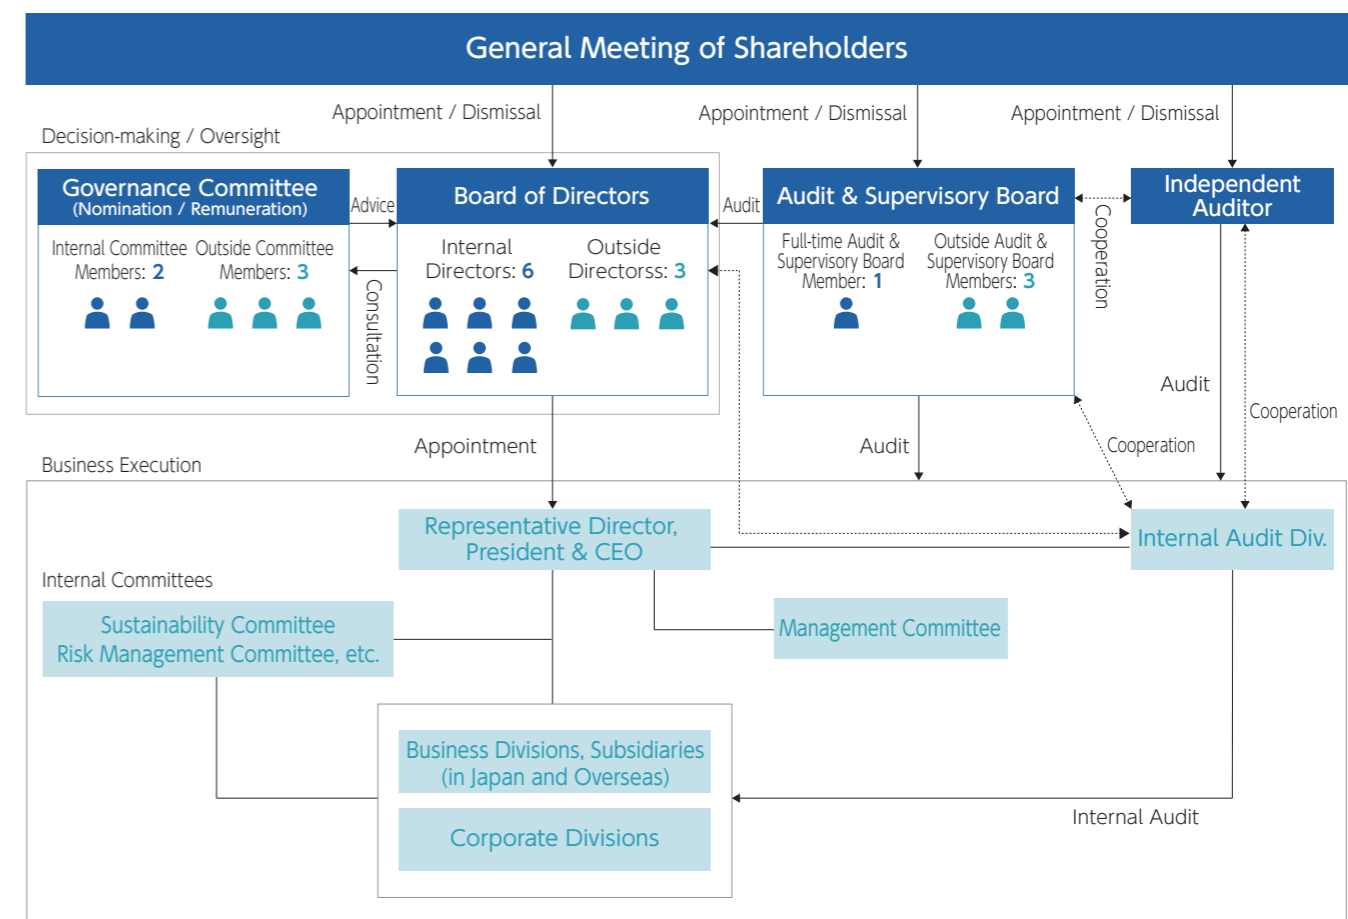 General Meeting of Shareholders
Appointment / Dismissal
Appointment / Dismissal
Appointment / Dismissal
Decision-making / Oversight
Governance Committee
(Nomination / Remuneration)
Internal Committee
Members: 2
Outside Committee
Members: 3
Advice
Consultation
Board of Directors
Internal
Directors: 6
Outside
Directorss: 3
Audit
Audit & Supervisory Board
Full-time Audit &
Supervisory Board
Member: 1
Outside Audit &
Supervisory Board
Members: 3
Cooperation
Independent
Auditor
Appointment
Audit
Cooperation
Audit
Cooperation
Business Execution
Representative Director,
President & CEO
Internal Audit Div.
Internal Committees
Sustainability Committee
Risk Management Committee, etc.
Management Committee
Business Divisions, Subsidiaries
(in Japan and Overseas)
Corporate Divisions
Internal Audit